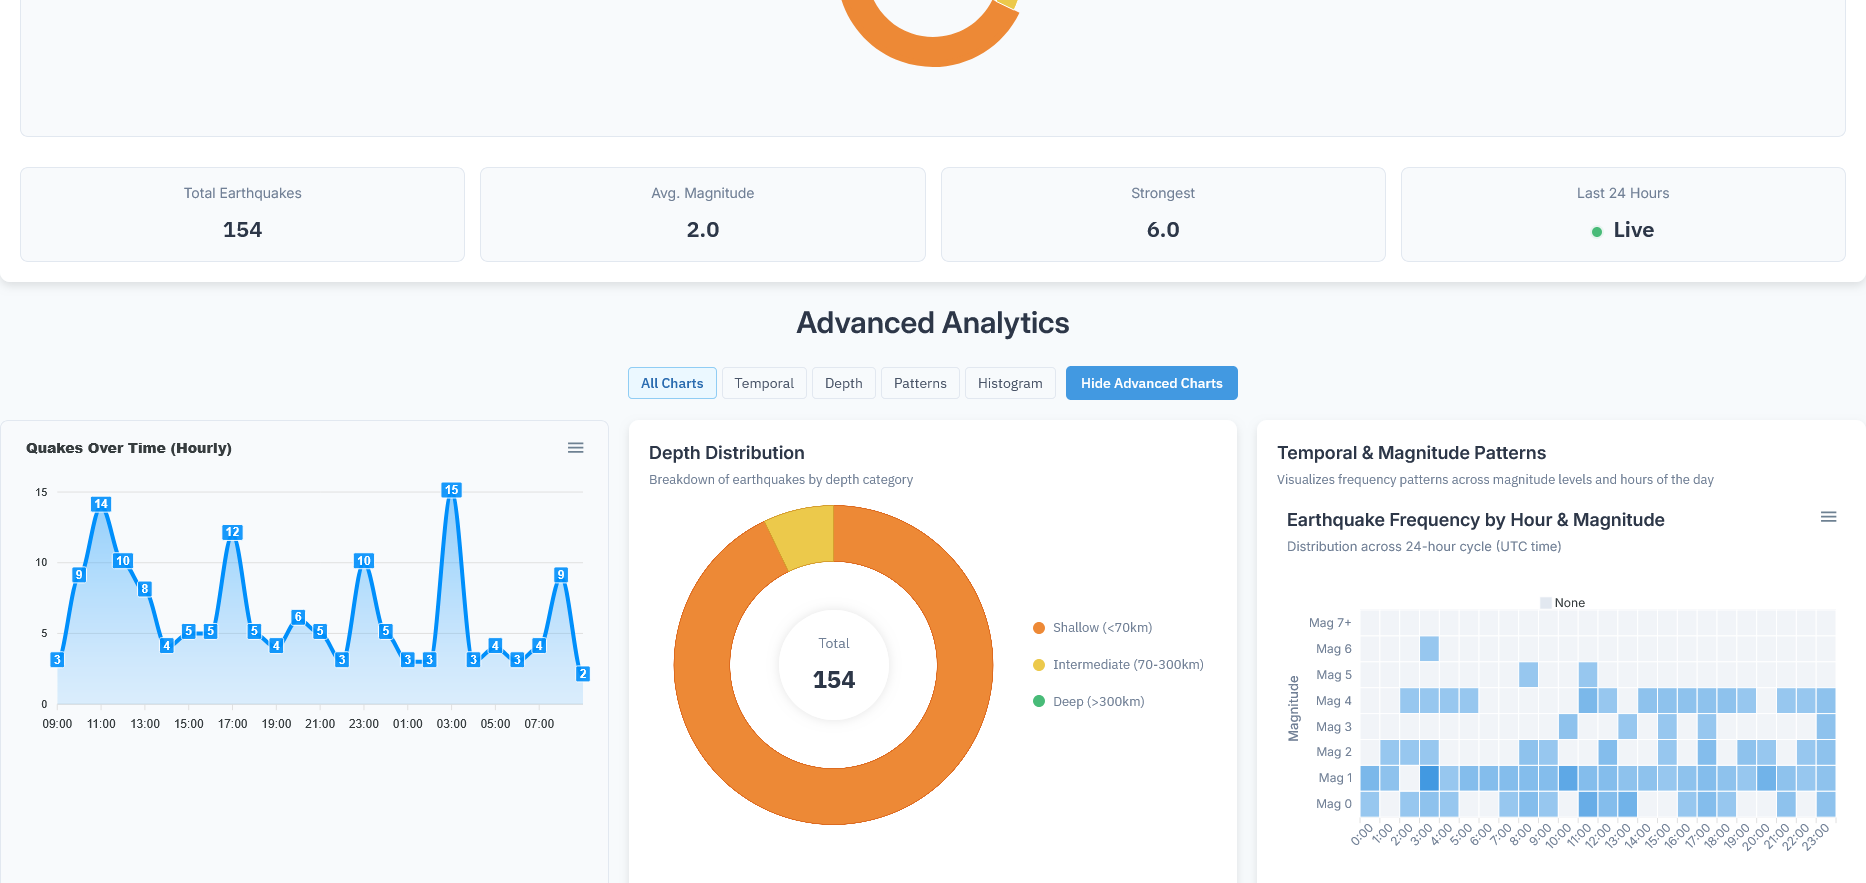 Total Earthquakes
154
Avg. Magnitude
2.0
Strongest
6.0
Last 24 Hours
Live
Advanced Analytics
All Charts
Temporal
Depth
Patterns
Histogram
Hide Advanced Charts
Quakes Over Time (Hourly)
15
10
5
0
3
9
14
10
8
4
5
5
12
5
4
6
5
3
10
5
3
3
15
3
4
3
4
9
2
09:00
11:00
13:00
15:00
17:00
19:00
21:00
23:00
01:00
03:00
05:00
07:00
Depth Distribution
Breakdown of earthquakes by depth category
Total
154
Shallow (<70km)
Intermediate (70-300km)
Deep (>300km)
Temporal & Magnitude Patterns
Visualizes frequency patterns across magnitude levels and hours of the day
Earthquake Frequency by Hour & Magnitude
Distribution across 24-hour cycle (UTC time)
None
Magnitude
Mag 7+
Mag 6
Mag 5
Mag 4
Mag 3
Mag 2
Mag 1
Mag 0
0:00
1:00
2:00
3:00
4:00
5:00
6:00
7:00
8:00
9:00
10:00
11:00
12:00
13:00
14:00
15:00
16:00
17:00
18:00
19:00
20:00
21:00
22:00
23:00